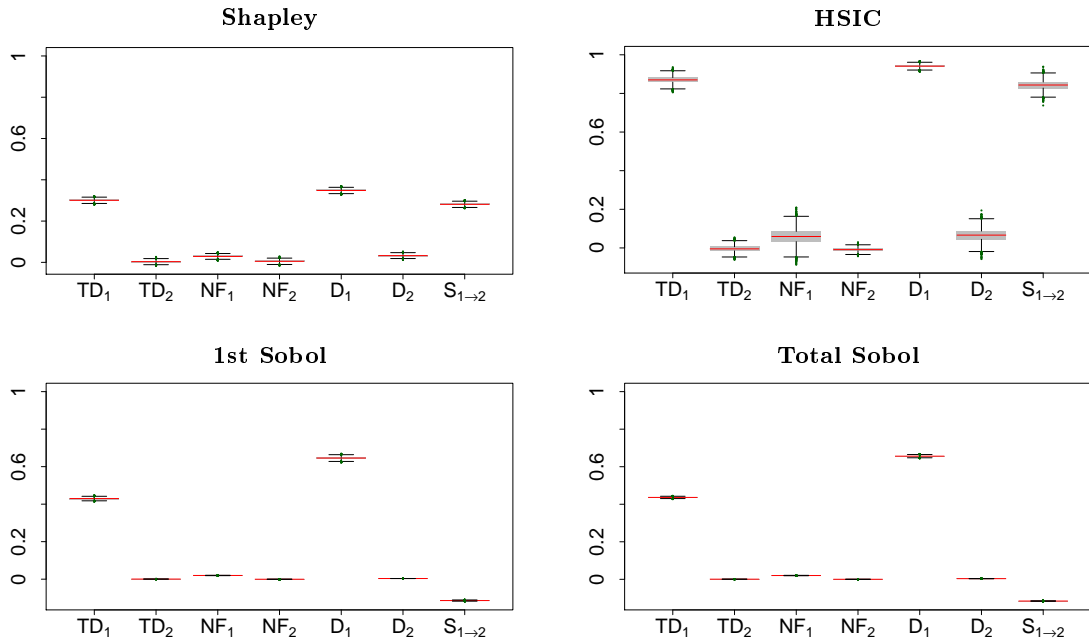 Shapley
1
0.6
0.2
0
TD₁ TD₂ NF₁ NF₂ D₁ D₂ S₁→₂
HSIC
1
0.6
0.2
0
TD₁ TD₂ NF₁ NF₂ D₁ D₂ S₁→₂
1st Sobol
1
0.6
0.2
0
TD₁ TD₂ NF₁ NF₂ D₁ D₂ S₁→₂
Total Sobol
1
0.6
0.2
0
TD₁ TD₂ NF₁ NF₂ D₁ D₂ S₁→₂